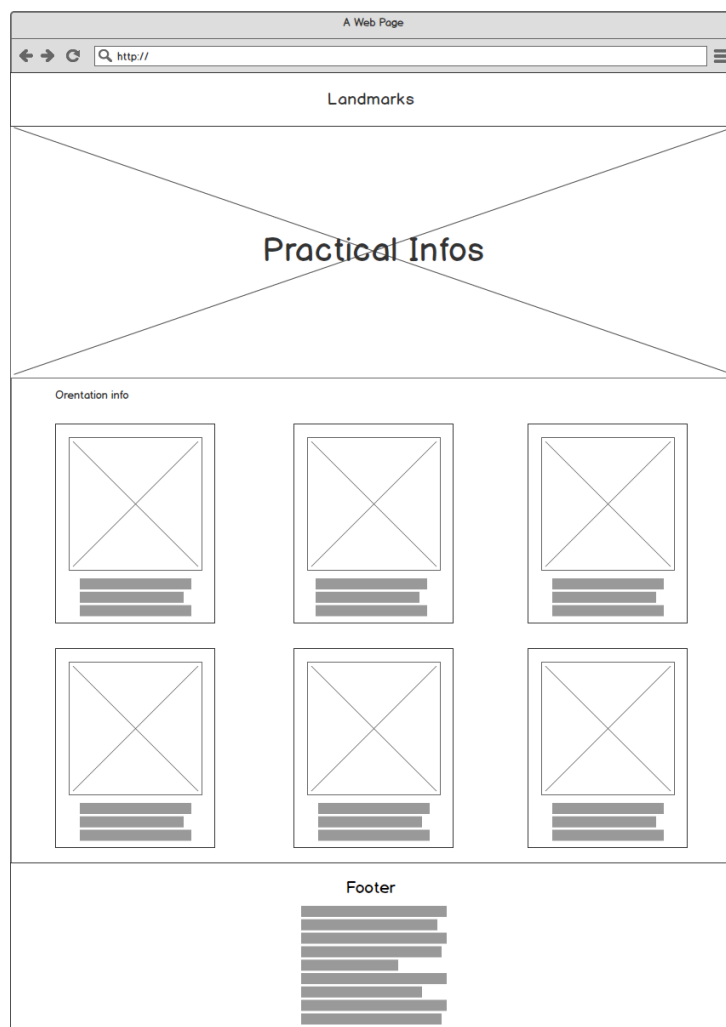 A Web Page
http://
Landmarks
Practical Infos
Orentation info
Footer